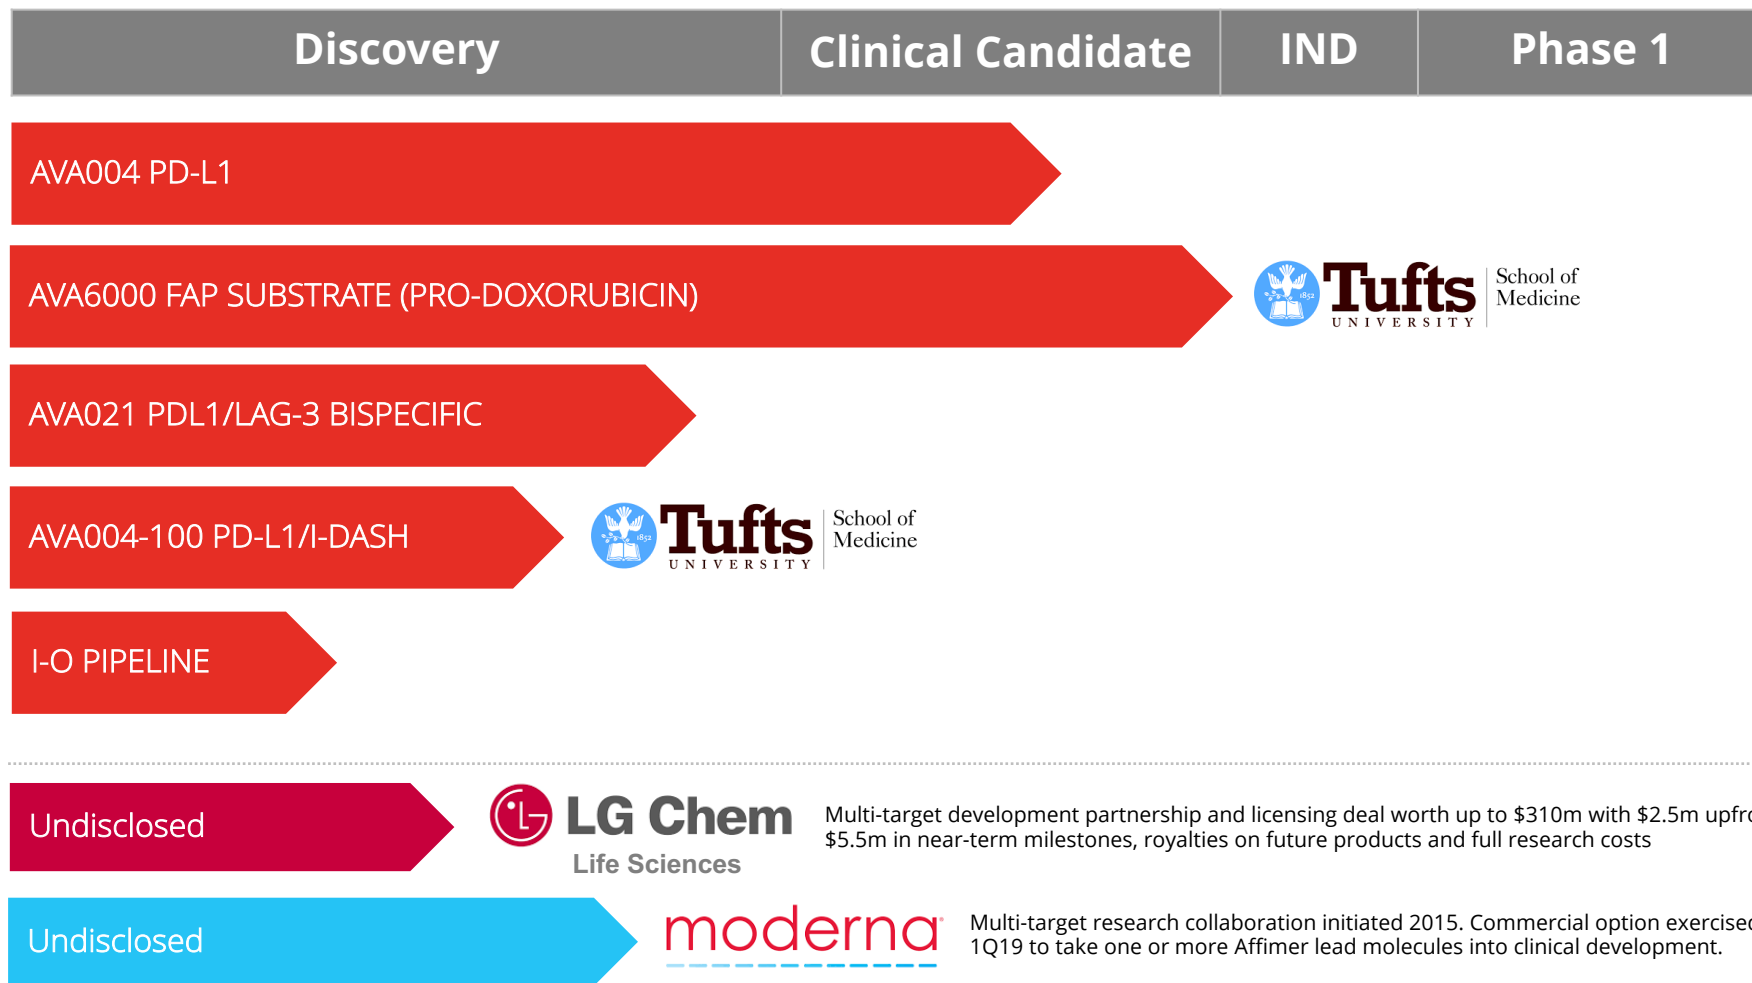 Discovery Clinical Candidate IND Phase 1
AVA004 PD-L1
AVA6000 FAP SUBSTRATE (PRO-DOXORUBICIN)
1852
Tufts
UNIVERSITY
School of
Medicine
AVA021 PDL1/LAG-3 BISPECIFIC
AVA004-100 PD-L1/I-DASH
1852
Tufts
UNIVERSITY
School of
Medicine
I-O PIPELINE
Undisclosed
LG Chem
Life Sciences
Multi-target development partnership and licensing deal worth up to $310m with $2.5m
$5.5m in near-term milestones, royalties on future products and full research costs
Undisclosed
moderna
Multi-target research collaboration initiated 2015. Commercial option exercised
1Q19 to take one or more Affimer lead molecules into clinical development.